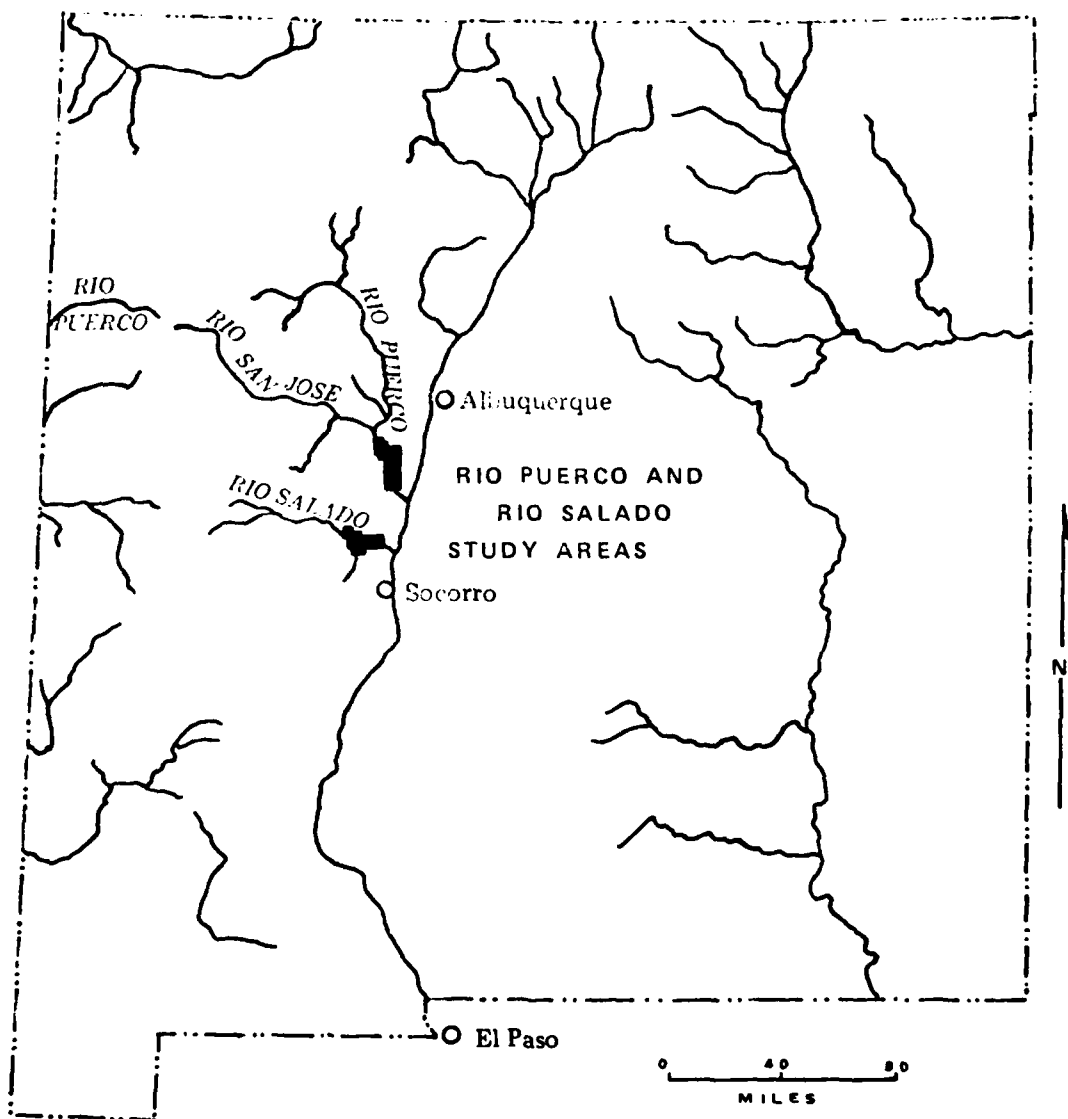 RIO
PUERCO
RIO
SAN JOSE
RIO PUERCO
Albuquerque
RIO PUERCO AND
RIO SALADO
STUDY AREAS
RIO SALADO
Socorro
N
El Paso
0 40 80
MILES